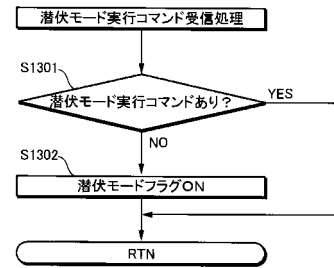 潜伏モード実行コマンド受信処理
S1301
潜伏モード実行コマンドあり？
YES
NO
S1302
潜伏モードフラグON
RTN